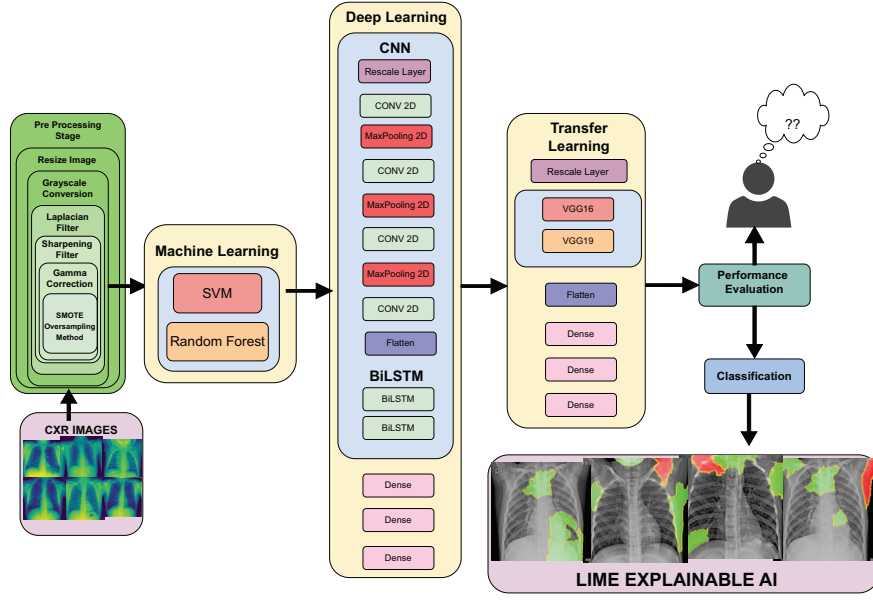 Pre Processing
Stage
Resize Image
Grayscale
Conversion
Laplacian
Filter
Sharpening
Filter
Gamma
Correction
SMOTE
Oversampling
Method
CXR IMAGES
Machine Learning
SVM
Random Forest
Deep Learning
CNN
Rescale Layer
CONV 2D
MaxPooling 2D
CONV 2D
MaxPooling 2D
CONV 2D
MaxPooling 2D
CONV 2D
Flatten
BiLSTM
BiLSTM
BiLSTM
Dense
Dense
Dense
Transfer
Learning
Rescale Layer
VGG16
VGG19
Flatten
Dense
Dense
Dense
??
Performance
Evaluation
Classification
LIME EXPLAINABLE AI